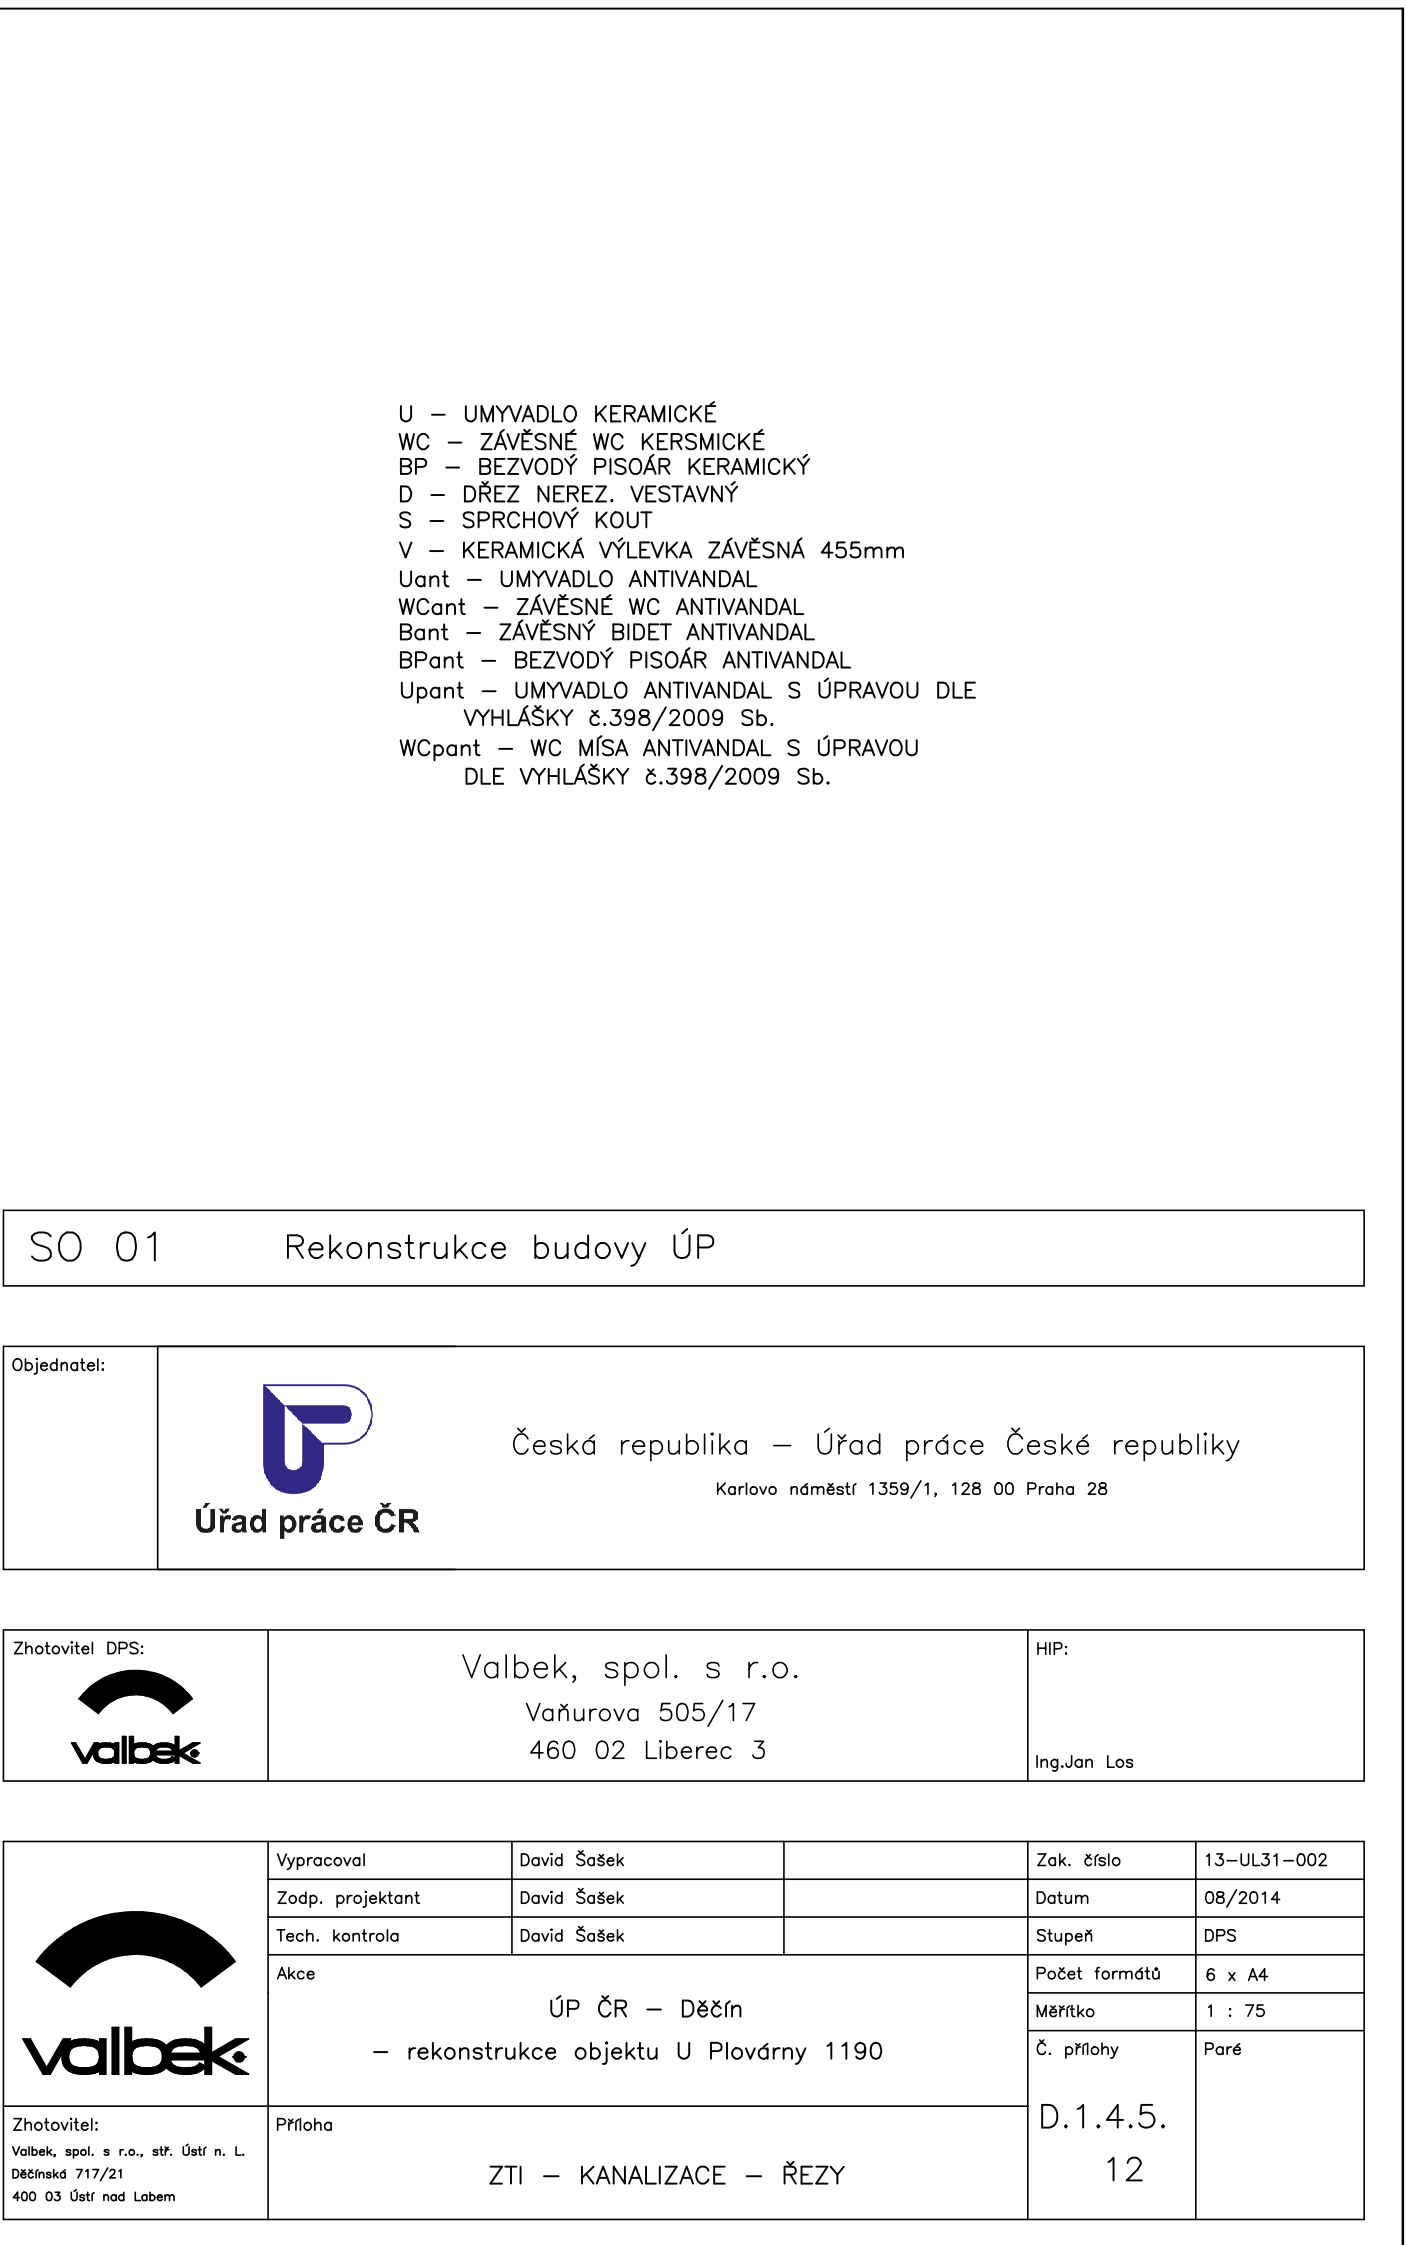 U – UMYVADLO KERAMICKÉ
WC – ZÁVĚSNÉ WC KERSMICKÉ
BP – BEZVODÝ PISOÁR KERAMICKÝ
D – DŘEZ NEREZ. VESTAVNÝ
S – SPRCHOVÝ KOUT
V – KERAMICKÁ VÝLEVKA ZÁVĚSNÁ 455mm
Uant – UMYVADLO ANTIVANDAL
WCant – ZÁVĚSNÉ WC ANTIVANDAL
Bant – ZÁVĚSNÝ BIDET ANTIVANDAL
BPant – BEZVODÝ PISOÁR ANTIVANDAL
Upant – UMYVADLO ANTIVANDAL S ÚPRAVOU DLE
VYHLÁŠKY č.398/2009 Sb.
WCpant – WC MÍSA ANTIVANDAL S ÚPRAVOU
DLE VYHLÁŠKY č.398/2009 Sb.
SO 01 Rekonstrukce budovy ÚP
Objednatel:
Úřad práce ČR
Česká republika – Úřad práce České republiky
Karlovo náměstí 1359/1, 128 00 Praha 28
Zhotovitel DPS:
valbek
Valbek, spol. s r.o.
Vaňurova 505/17
460 02 Liberec 3
HIP:
Ing.Jan Los
valbek
Vypracoval David Šašek
Zodp. projektant David Šašek
Tech. kontrola David Šašek
Akce
ÚP ČR – Děčín
– rekonstrukce objektu U Plovárny 1190
Zak. číslo 13–UL31–002
Datum 08/2014
Stupeň DPS
Počet formátů 6 x A4
Měřítko 1 : 75
Č. přílohy Paré
D.1.4.5.
12
Zhotovitel:
Valbek, spol. s r.o., stř. Ústí n. L.
Děčínská 717/21
400 03 Ústí nad Labem
Příloha
ZTI – KANALIZACE – ŘEZY